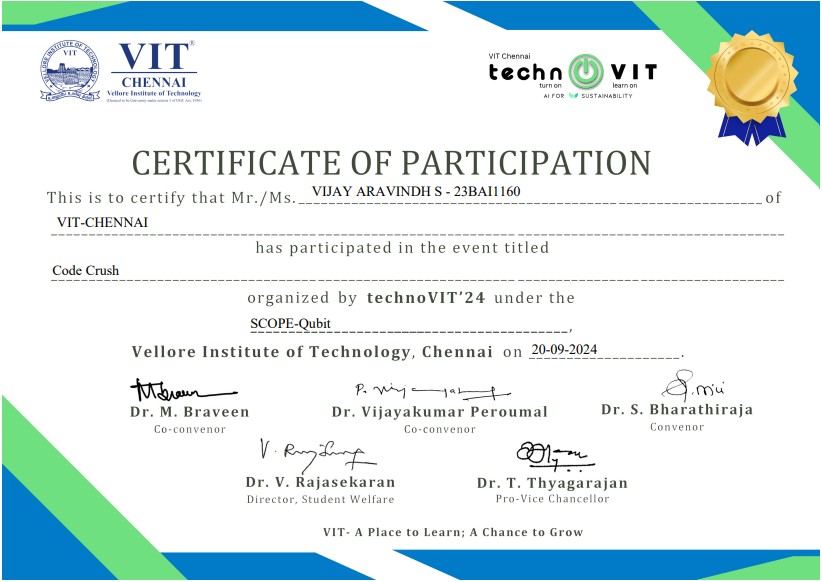 VELLORE INSTITUTE OF TECHNOLOGY
VIT
VIT®
CHENNAI
Vellore Institute of Technology
(Deemed to be University under section 3 of UGC Act, 1956)
VIT Chennai
techno VIT
turn on learn on
AI FOR SUSTAINABILITY
CERTIFICATE OF PARTICIPATION
This is to certify that Mr./Ms. VIJAY ARAVINDH S - 23BAI1160 of
VIT-CHENNAI
has participated in the event titled
Code Crush
organized by technoVIT’24 under the
SCOPE-Qubit,
Vellore Institute of Technology, Chennai on 20-09-2024.
Dr. M. Braveen
Co-convenor
Dr. Vijayakumar Peroumal
Co-convenor
Dr. S. Bharathiraja
Convenor
Dr. V. Rajasekaran
Director, Student Welfare
Dr. T. Thyagarajan
Pro-Vice Chancellor
VIT- A Place to Learn; A Chance to Grow